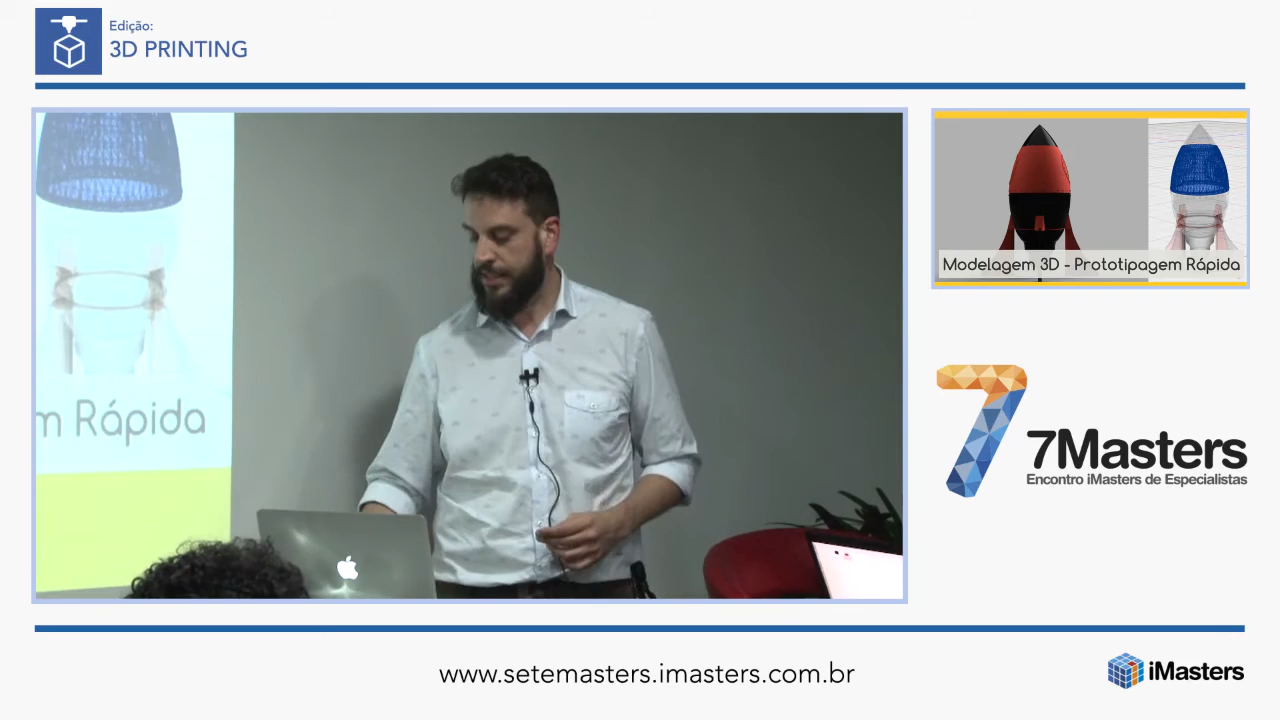 Edição:
3D PRINTING
m Rápida
Modelagem 3D - Prototipagem Rápida
7Masters
Encontro iMasters de Especialistas
www.setemasters.imasters.com.br
iMasters